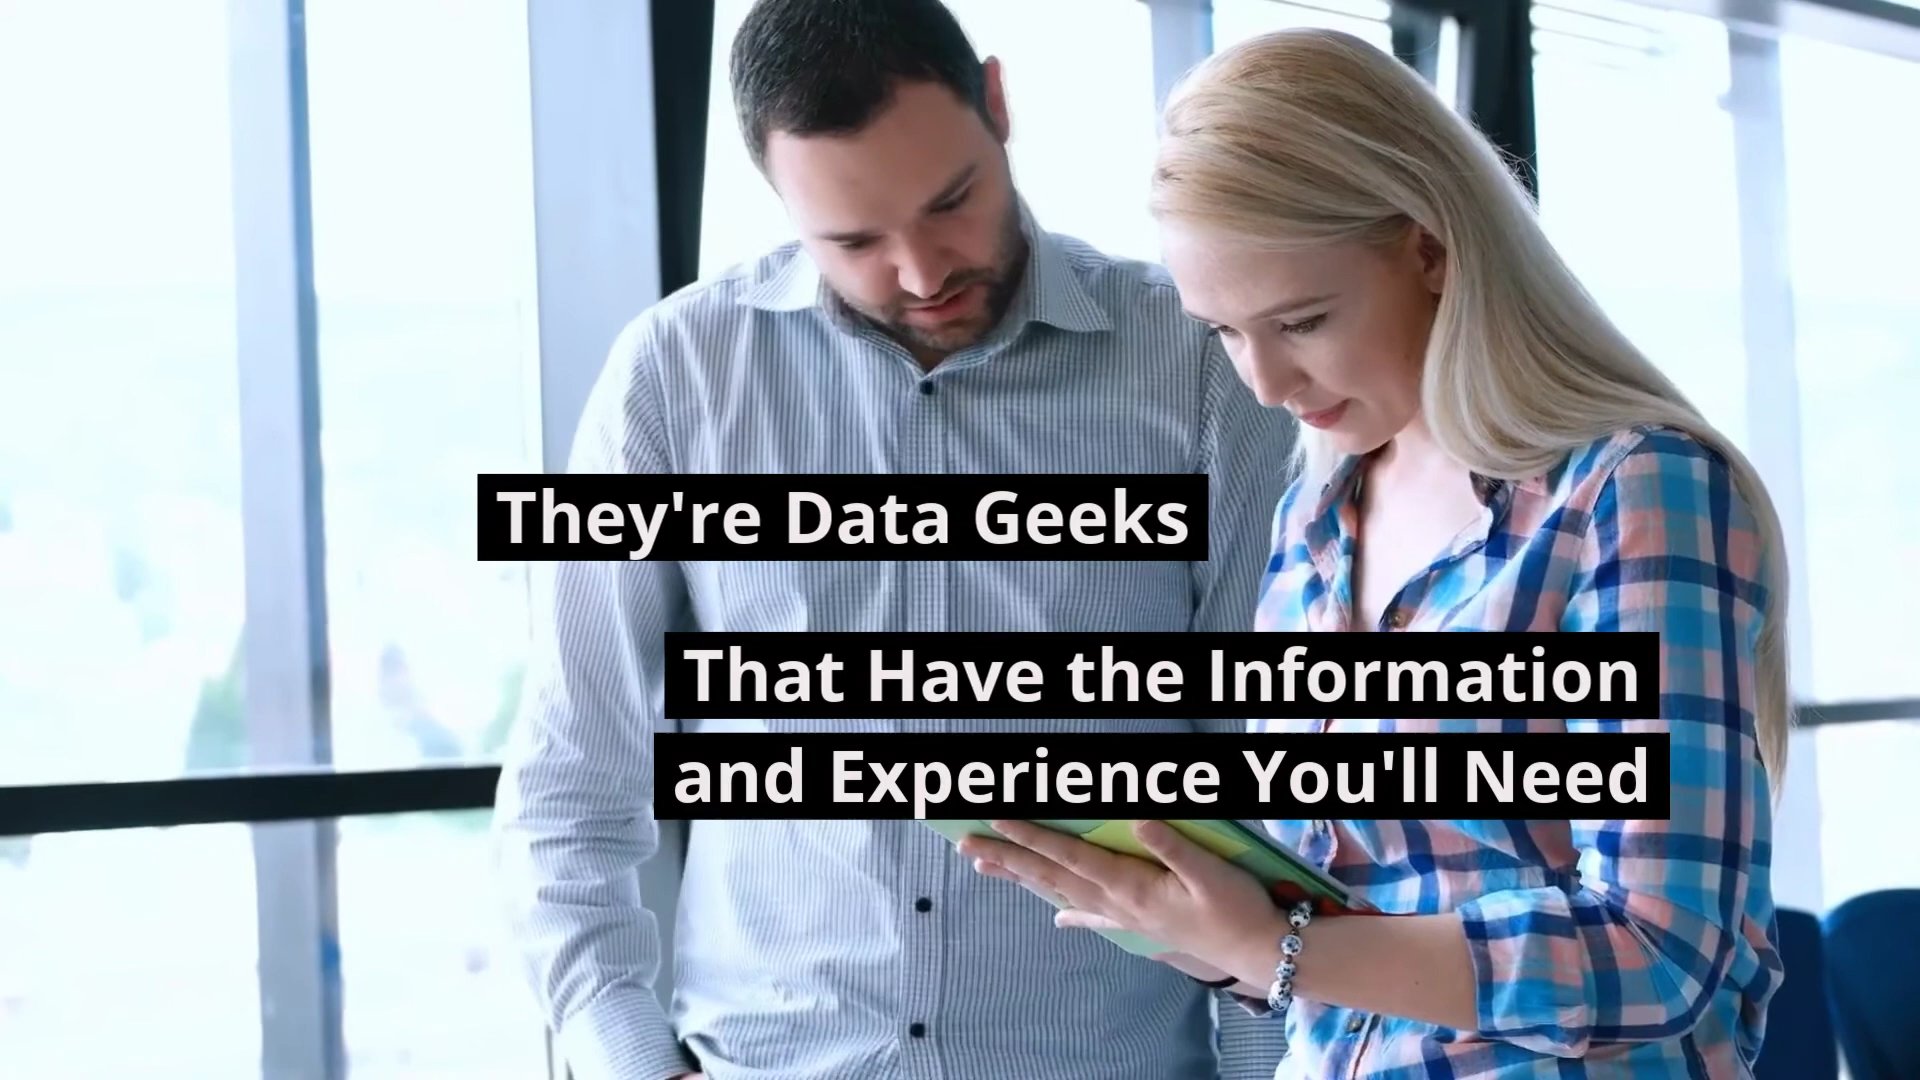 They're Data Geeks
That Have the Information
and Experience You'll Need